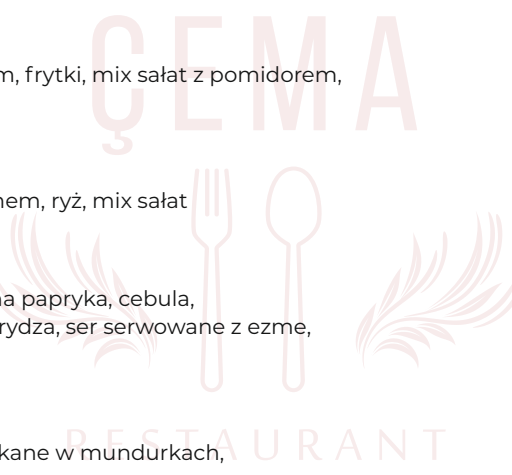 ÇEMA
m, frytki, mix sałat z pomidorem,
nem, ryż, mix sałat
na papryka, cebula,
rydza, ser serwowane z ezme,
RESTAURANT
kane w mundurkach,